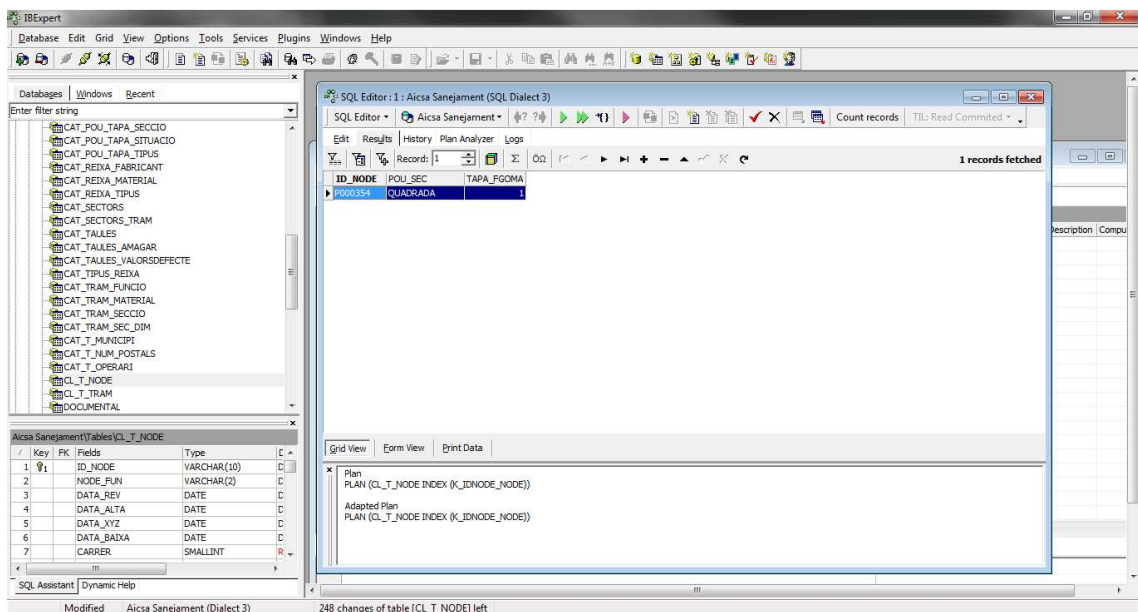 IBExpert
Database Edit Grid View Options Tools Services Plugins Windows Help
Databases Windows Recent
Enter filter string
CAT_POU_TAPA_SECCIO
CAT_POU_TAPA_SITUACIO
CAT_POU_TAPA_TIPUS
CAT_REIXA_FABRICANT
CAT_REIXA_MATERIAL
CAT_REIXA_TIPUS
CAT_SECTORS
CAT_SECTORS_TRAM
CAT_TAULES
CAT_TAULES_AMAGAR
CAT_TAULES_VALORSDEFECTE
CAT_TIPUS_REIXA
CAT_TRAM_FUNCIO
CAT_TRAM_MATERIAL
CAT_TRAM_SECCIO
CAT_TRAM_SEC_DIM
CAT_T_MUNICIPI
CAT_T_NUM_POSTALS
CAT_T_OPERARI
CL_T_NODE
CL_T_TRAM
DOCUMENTAL
Aicsa Sanejament\Tables\CL_T_NODE
/ Key FK Fields Type D
1 1 ID_NODE VARCHAR(10) D
2 NODE_FUN VARCHAR(2) D
3 DATA_REV DATE D
4 DATA_ALTA DATE D
5 DATA_XYZ DATE D
6 DATA_BAIXA DATE D
7 CARRER SMALLINT R
SQL Assistant Dynamic Help
SQL Editor : 1 : Aicsa Sanejament (SQL Dialect 3)
SQL Editor Aicsa Sanejament Count records TIL: Read Commited
Edit Results History Plan Analyzer Logs
Record: 1 Σ 1 records fetched
ID_NODE POU_SEC TAPA_FGOMA
P000354 QUADRADA 1
Description Compu
Grid View Form View Print Data
Plan
PLAN (CL_T_NODE INDEX (K_IDNODE_NODE))
Adapted Plan
PLAN (CL_T_NODE INDEX (K_IDNODE_NODE))
Modified Aicsa Sanejament (Dialect 3) 248 changes of table [CL_T_NODE] left